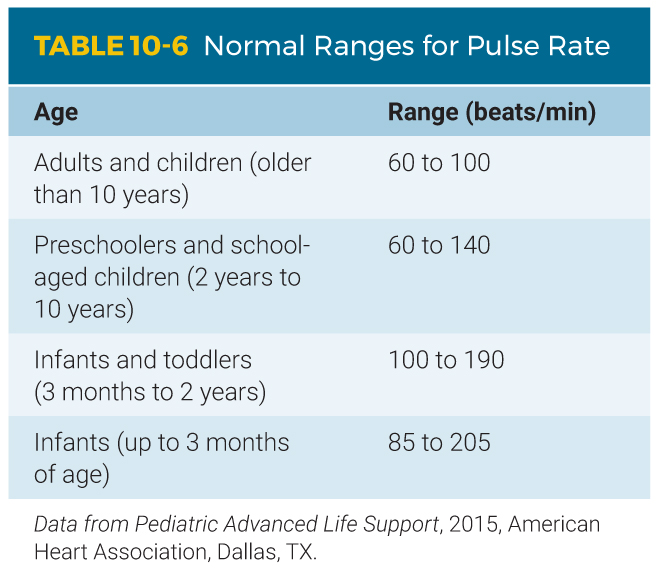 TABLE 10-6 Normal Ranges for Pulse Rate
Age Range (beats/min)
Adults and children (older 60 to 100
than 10 years)
Preschoolers and school- 60 to 140
aged children (2 years to
10 years)
Infants and toddlers 100 to 190
(3 months to 2 years)
Infants (up to 3 months 85 to 205
of age)
Data from Pediatric Advanced Life Support, 2015, American
Heart Association, Dallas, TX.